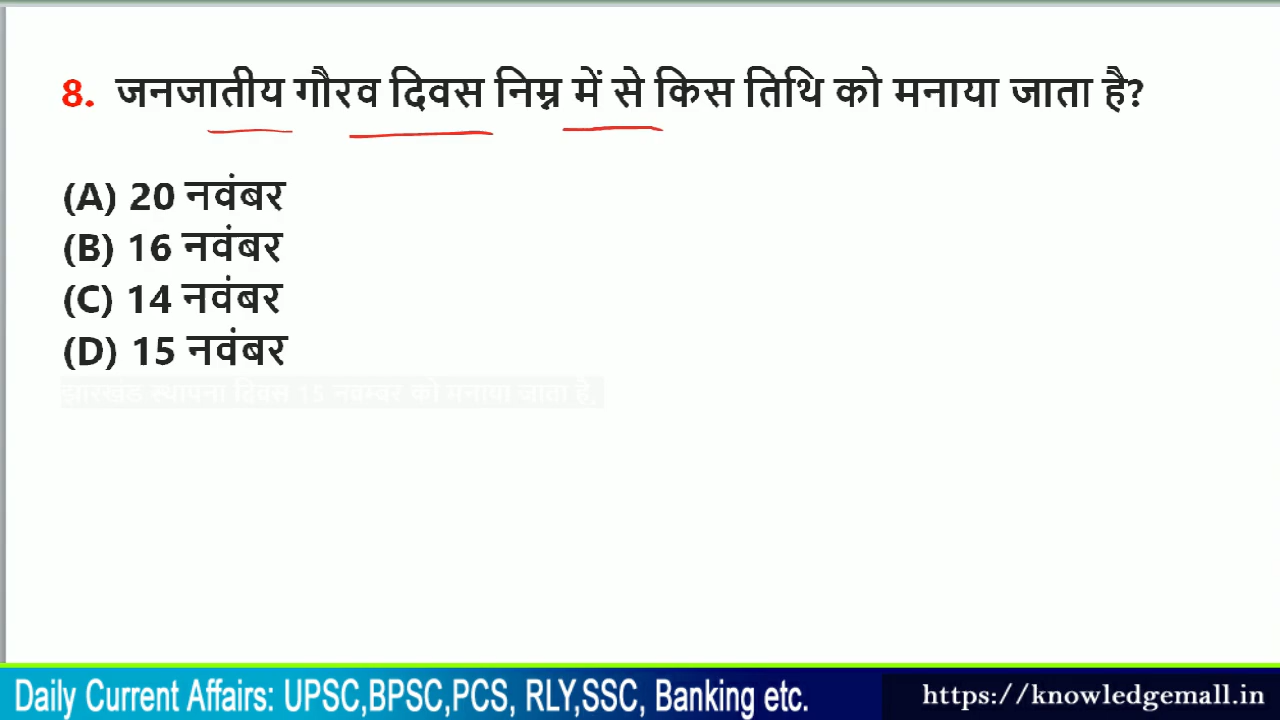 8. जनजातीय गौरव दिवस निम्न में से किस तिथि को मनाया जाता है?
(A) 20 नवंबर
(B) 16 नवंबर
(C) 14 नवंबर
(D) 15 नवंबर
झारखंड स्थापना दिवस 15 नवम्वर को मनाया जाता है,
Daily Current Affairs: UPSC,BPSC,PCS, RLY,SSC, Banking etc.
https://knowledgemall.in